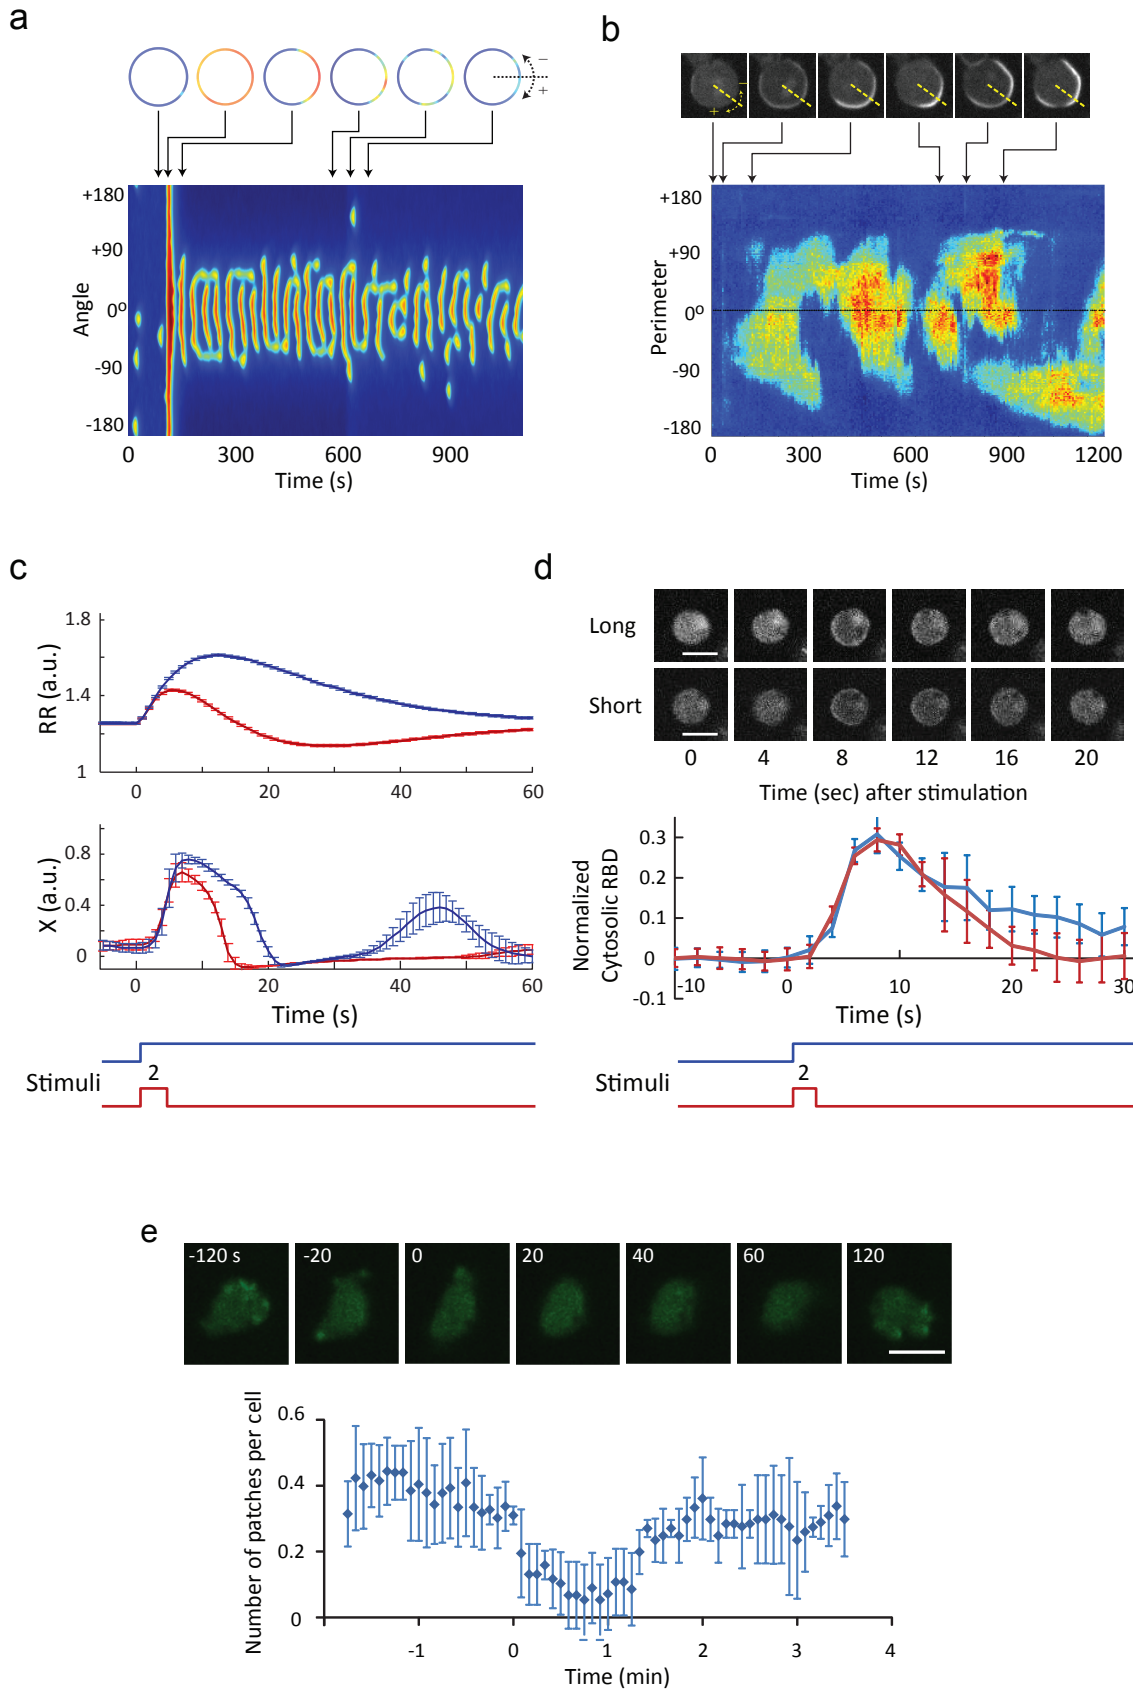 a
−
+
+180
+90
0º
-90
-180
Angle
0 300 600 900
Time (s)
b
−
+
+180
+90
0º
-90
-180
Perimeter
0 300 600 900 1200
Time (s)
c
1.8
1.4
1
RR (a.u.)
0 20 40 60
0.8
0.4
0
X (a.u.)
0 20 40 60
Time (s)
Stimuli
2
d
Long
Short
0 4 8 12 16 20
Time (sec) after stimulation
0.3
0.2
0.1
0
-0.1
Normalized
Cytosolic RBD
-10 0 10 20 30
Time (s)
Stimuli
2
e
-120 s -20 0 20 40 60 120
0.6
0.4
0.2
0
Number of patches per cell
-1 0 1 2 3 4
Time (min)